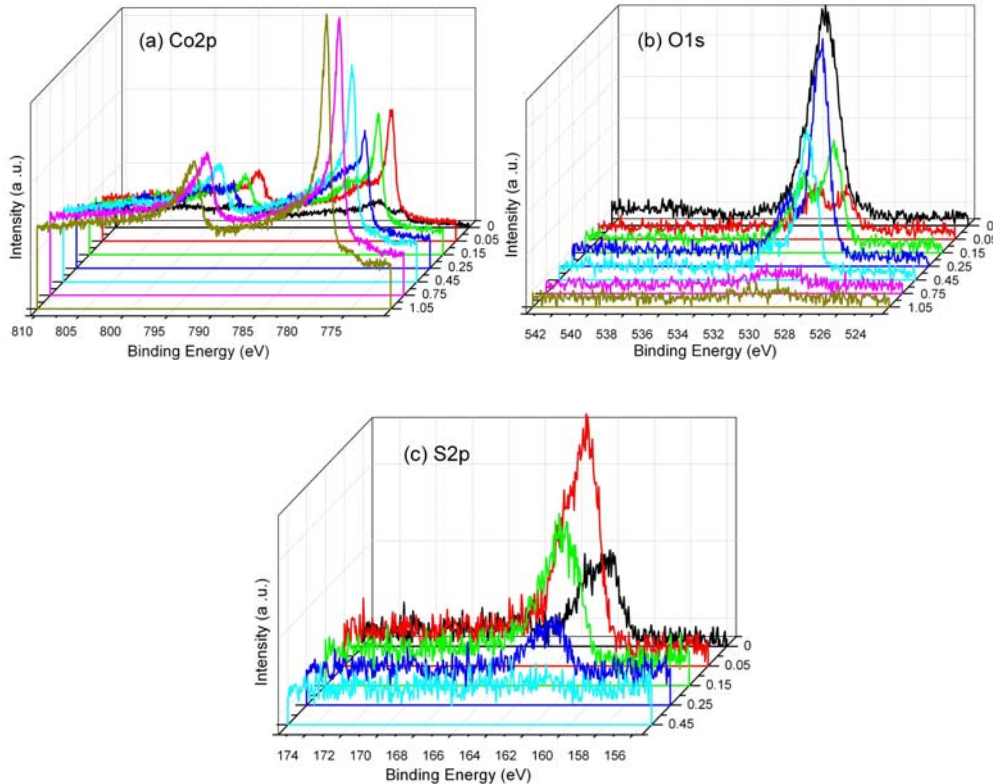 (a) Co2p
Intensity (a .u.)
0
0.05
0.15
0.25
0.45
0.75
1.05
810 805 800 795 790 785 780 775
Binding Energy (eV)
(b) O1s
Intensity (a .u.)
0
0.05
0.15
0.25
0.45
0.75
1.05
542 540 538 536 534 532 530 528 526 524
Binding Energy (eV)
(c) S2p
Intensity (a .u.)
0
0.05
0.15
0.25
0.45
174 172 170 168 166 164 162 160 158 156
Binding Energy (eV)